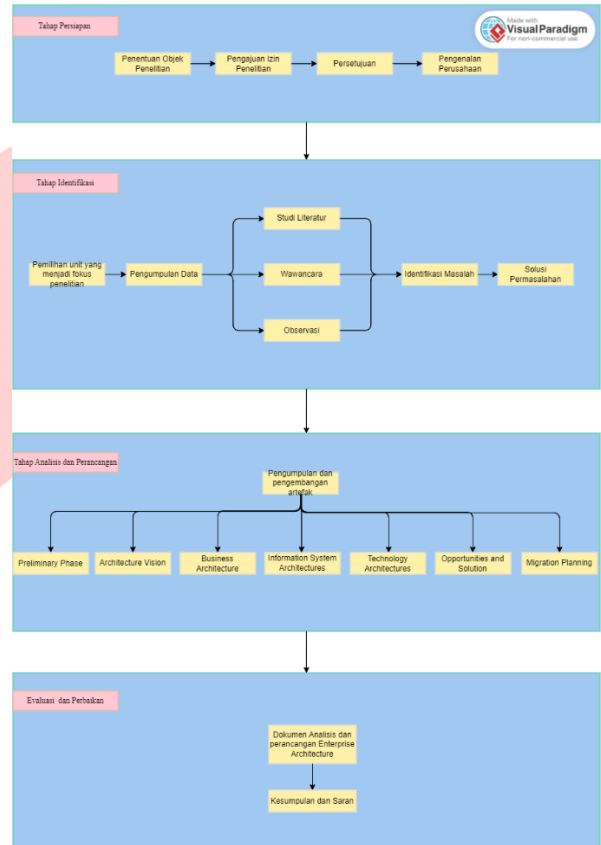 Tahap Persiapan
Made with
VisualParadigm
For non-commercial use
Penentuan Objek
Penelitian
Pengajuan Izin
Penelitian
Persetujuan
Pengenalan
Perusahaan
Tahap Identifikasi
Studi Literatur
Pemilihan unit yang
menjadi fokus
penelitian
Pengumpulan Data
Wawancara
Identifikasi Masalah
Solusi
Permasalahan
Observasi
Tahap Analisis dan Perancangan
Pengumpulan dan
pengembangan
artefak
Preliminary Phase
Architecture Vision
Business
Architecture
Information System
Architectures
Technology
Architectures
Opportunities and
Solution
Migration Planning
Evaluasi dan Perbaikan
Dokumen Analisis dan
perancangan Enterprise
Architecture
Kesumpulan dan Saran